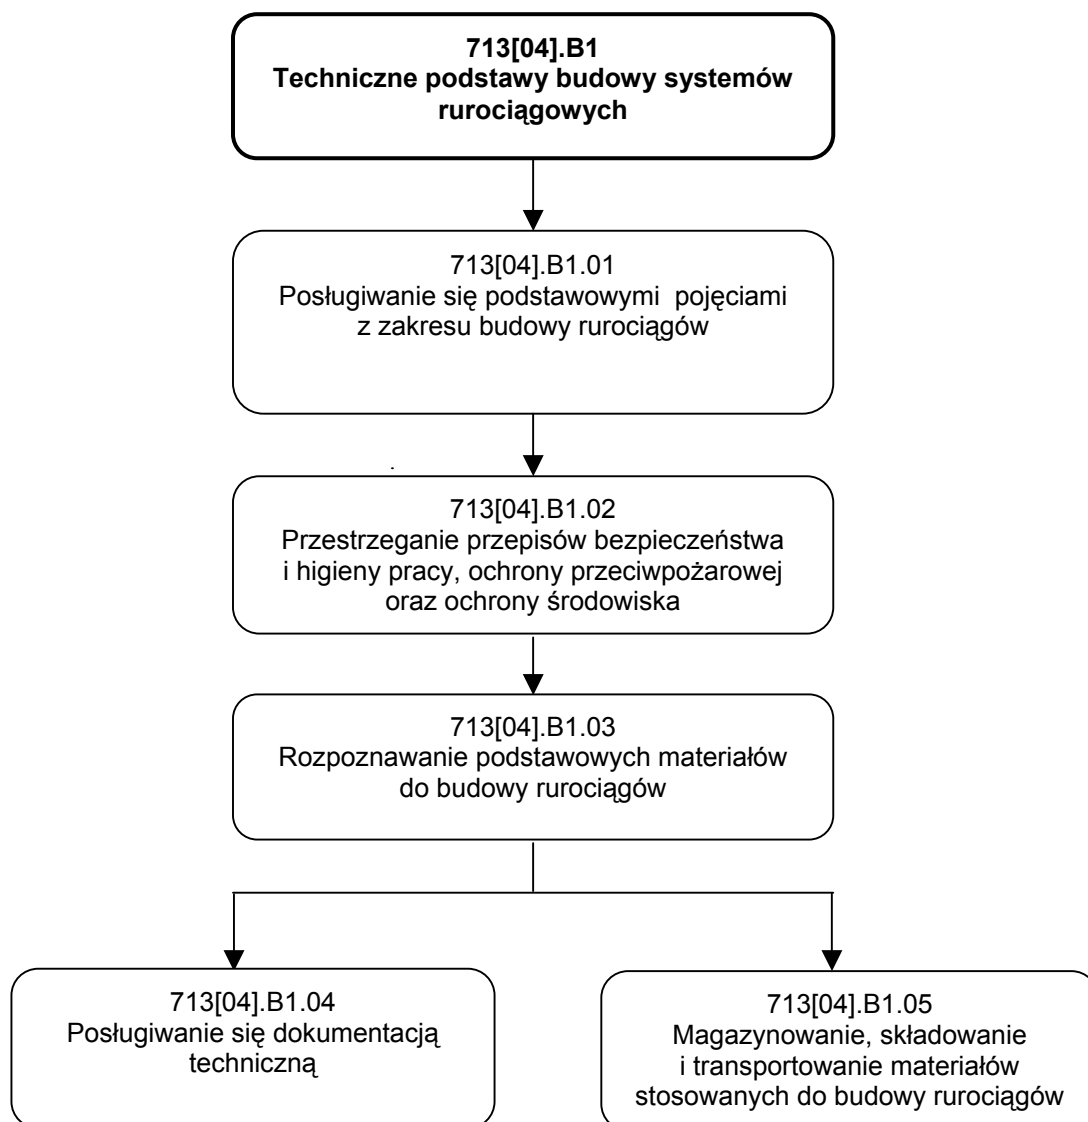 713[04].B1
Techniczne podstawy budowy systemów
rurociągowych
713[04].B1.01
Posługiwanie się podstawowymi pojęciami
z zakresu budowy rurociągów
713[04].B1.02
Przestrzeganie przepisów bezpieczeństwa
i higieny pracy, ochrony przeciwpożarowej
oraz ochrony środowiska
713[04].B1.03
Rozpoznawanie podstawowych materiałów
do budowy rurociągów
713[04].B1.04
Posługiwanie się dokumentacją
techniczną
713[04].B1.05
Magazynowanie, składowanie
i transportowanie materiałów
stosowanych do budowy rurociągów